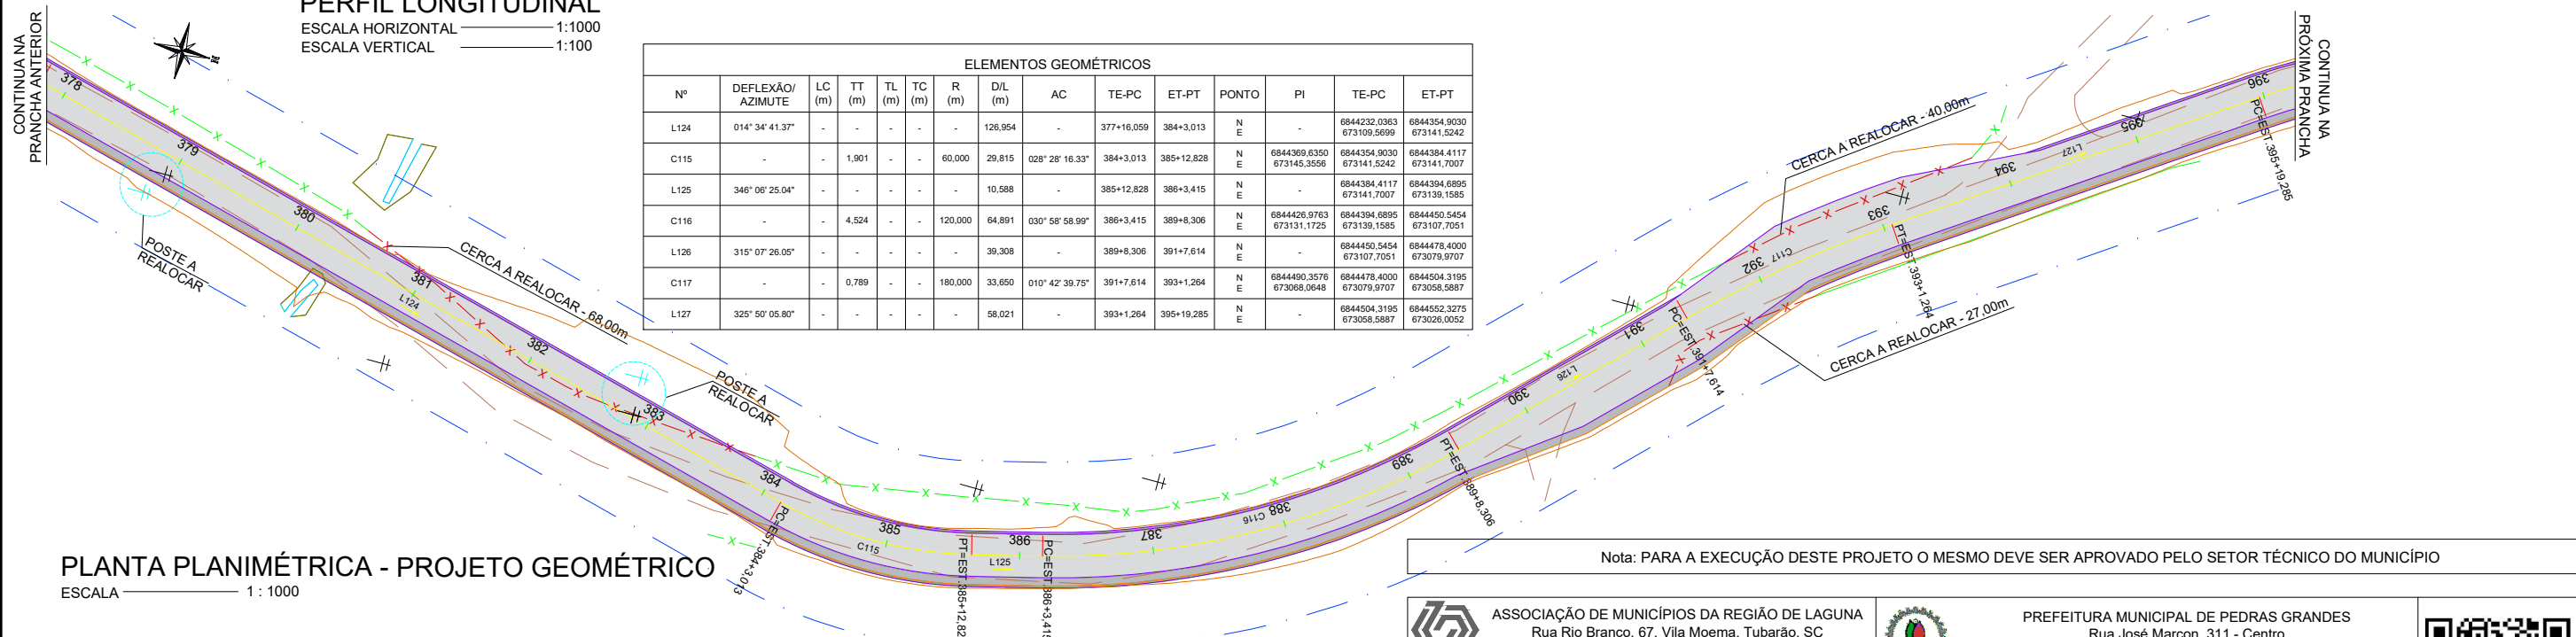 PERFIL LONGITUDINAL
ESCALA HORIZONTAL 1:1000
ESCALA VERTICAL 1:100
CONTINUA NA
PRANCHA ANTERIOR
ELEMENTOS GEOMÉTRICOS
Nº DEFLEXÃO/ AZIMUTE LC (m) TT (m) TL (m) TC (m) R (m) D/L (m) AC TE-PC ET-PT PONTO PI TE-PC ET-PT
L124 014° 34' 41.37" - - - - - 126,954 - 377+16,059 384+3,013 N E - 6844232,0363 673109,5699 6844354,9030 673141,5242
C115 - - 1,901 - - 60,000 29,815 028° 28' 16.33" 384+3,013 385+12,828 N E 6844369,6350 673145,3556 6844354,9030 673141,5242 6844384.4117 673141,7007
L125 346° 06' 25.04" - - - - - 10,588 - 385+12,828 386+3,415 N E - 6844384,4117 673141,7007 6844394,6895 673139,1585
C116 - - 4,524 - - 120,000 64,891 030° 58' 58.99" 386+3,415 389+8,306 N E 6844426,9763 673131,1725 6844394,6895 673139,1585 6844450.5454 673107,7051
L126 315° 07' 26.05" - - - - - 39,308 - 389+8,306 391+7,614 N E - 6844450,5454 673107,7051 6844478,4000 673079,9707
C117 - - 0,789 - - 180,000 33,650 010° 42' 39.75" 391+7,614 393+1,264 N E 6844490,3576 673068,0648 6844478,4000 673079,9707 6844504.3195 673058,5887
L127 325° 50' 05.80" - - - - - 58,021 - 393+1,264 395+19,285 N E - 6844504,3195 673058,5887 6844552,3275 673026,0052
CONTINUA NA
PRÓXIMA PRANCHA
378
379
380
381
L124
382
383
384
385
C115
386
L125
387
388
C116
389
390
L126
391
392
C117
393
394
L127
395
396
POSTE A
REALOCAR
CERCA A REALOCAR - 68,00m
POSTE A
REALOCAR
PC=EST.384+3,013
PT=EST.385+12,82
PC=EST.386+3,415
PT=EST.389+8,306
PC=EST.391+7,614
PT=EST.393+1,264
PC=EST.395+19,285
CERCA A REALOCAR - 40,00m
CERCA A REALOCAR - 27,00m
PLANTA PLANIMÉTRICA - PROJETO GEOMÉTRICO
ESCALA 1 : 1000
Nota: PARA A EXECUÇÃO DESTE PROJETO O MESMO DEVE SER APROVADO PELO SETOR TÉCNICO DO MUNICÍPIO
ASSOCIAÇÃO DE MUNICÍPIOS DA REGIÃO DE LAGUNA
Rua Rio Branco, 67, Vila Moema, Tubarão, SC
PREFEITURA MUNICIPAL DE PEDRAS GRANDES
Rua José Marcon, 311 - Centro